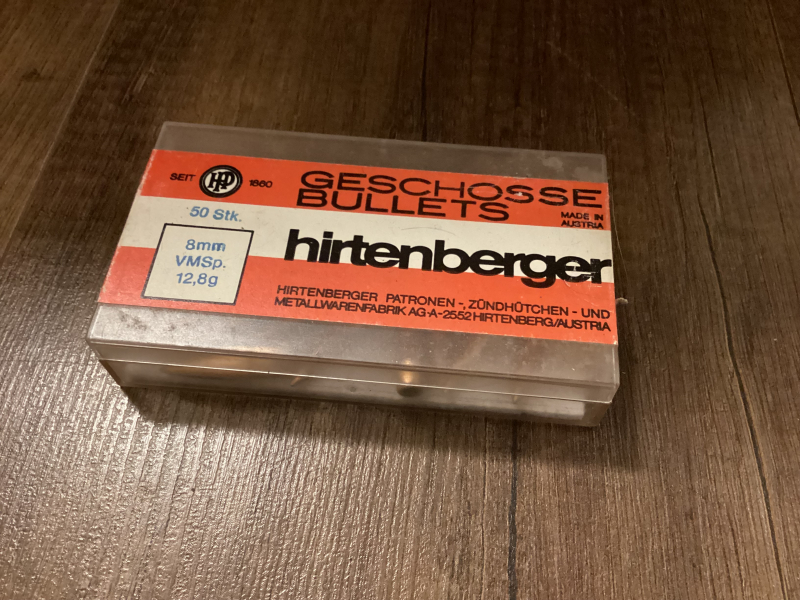 SEIT HP 1860
GESCHOSSE
BULLETS
MADE IN
AUSTRIA
50 Stk.
8mm
VMSp.
12,8g
hirtenberger
HIRTENBERGER PATRONEN-, ZÜNDHÜTCHEN- UND
METALLWARENFABRIK AG-A-2552 HIRTENBERG/AUSTRIA